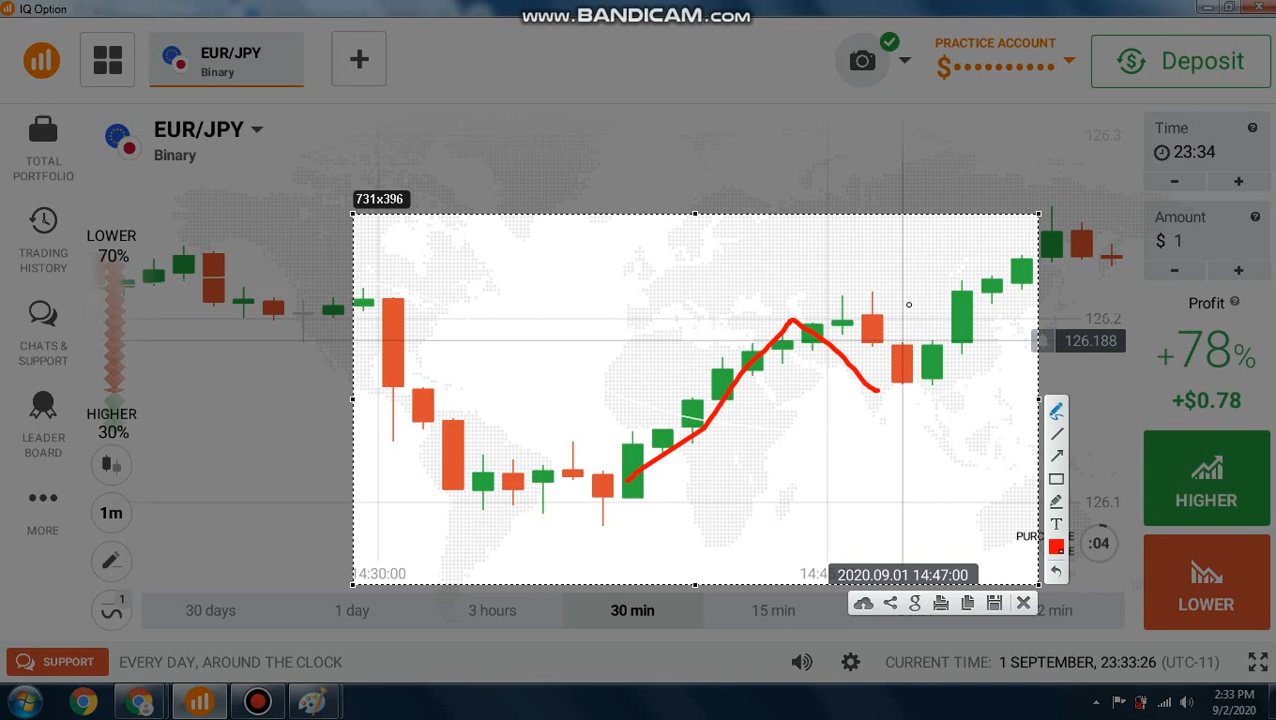 IQ Option
www.BANDICAM.com
EUR/JPY
Binary
PRACTICE ACCOUNT
$
Deposit
EUR/JPY
Binary
126.3
Time
23:34
TOTAL
PORTFOLIO
731x396
Amount
$ 1
LOWER
70%
TRADING
HISTORY
Profit
126.2
126.188
+78%
+$0.78
CHATS &
SUPPORT
HIGHER
30%
LEADER
BOARD
T
HIGHER
126.1
1m
MORE
:04
14:30:00
2020.09.01 14:47:00
LOWER
1
30 days
1 day
3 hours
30 min
15 min
2 min
SUPPORT
EVERY DAY, AROUND THE CLOCK
CURRENT TIME: 1 SEPTEMBER, 23:33:26 (UTC-11)
2:33 PM
9/2/2020